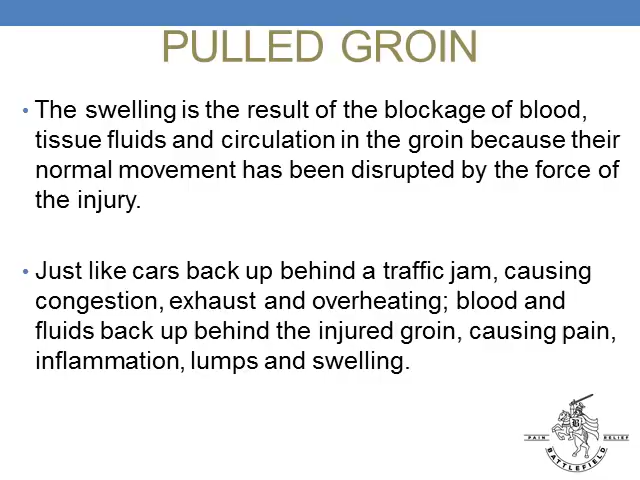 PULLED GROIN
• The swelling is the result of the blockage of blood,
tissue fluids and circulation in the groin because their
normal movement has been disrupted by the force of
the injury.
• Just like cars back up behind a traffic jam, causing
congestion, exhaust and overheating; blood and
fluids back up behind the injured groin, causing pain,
inflammation, lumps and swelling.
B
PAIN RELIEF
BATTLEFIELD